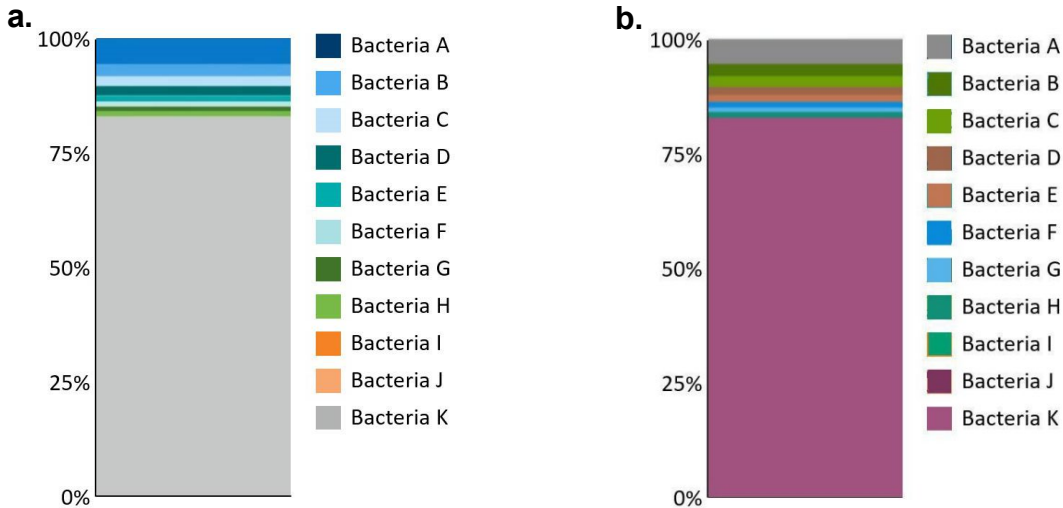 a.
100%
75%
50%
25%
0%
Bacteria A
Bacteria B
Bacteria C
Bacteria D
Bacteria E
Bacteria F
Bacteria G
Bacteria H
Bacteria I
Bacteria J
Bacteria K
b.
100%
75%
50%
25%
0%
Bacteria A
Bacteria B
Bacteria C
Bacteria D
Bacteria E
Bacteria F
Bacteria G
Bacteria H
Bacteria I
Bacteria J
Bacteria K